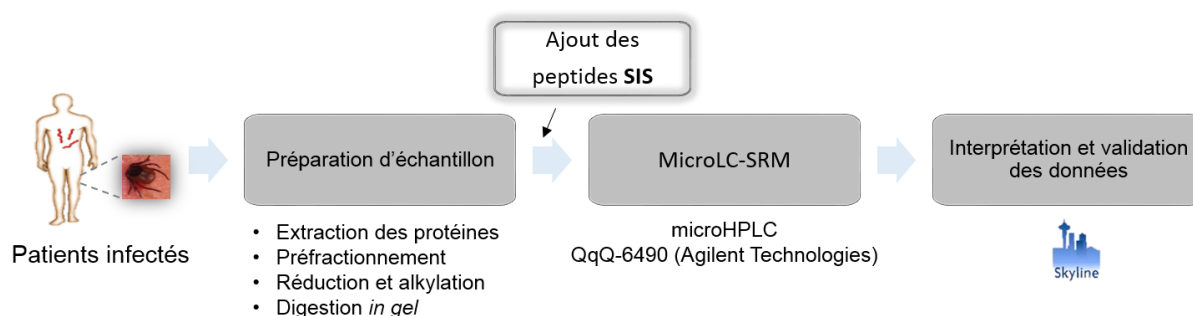 Ajout des
peptides SIS
Patients infectés
Préparation d'échantillon
• Extraction des protéines
• Préfractionnement
• Réduction et alkylation
• Digestion in gel
MicroLC-SRM
microHPLC
QqQ-6490 (Agilent Technologies)
Interprétation et validation
des données
Skyline